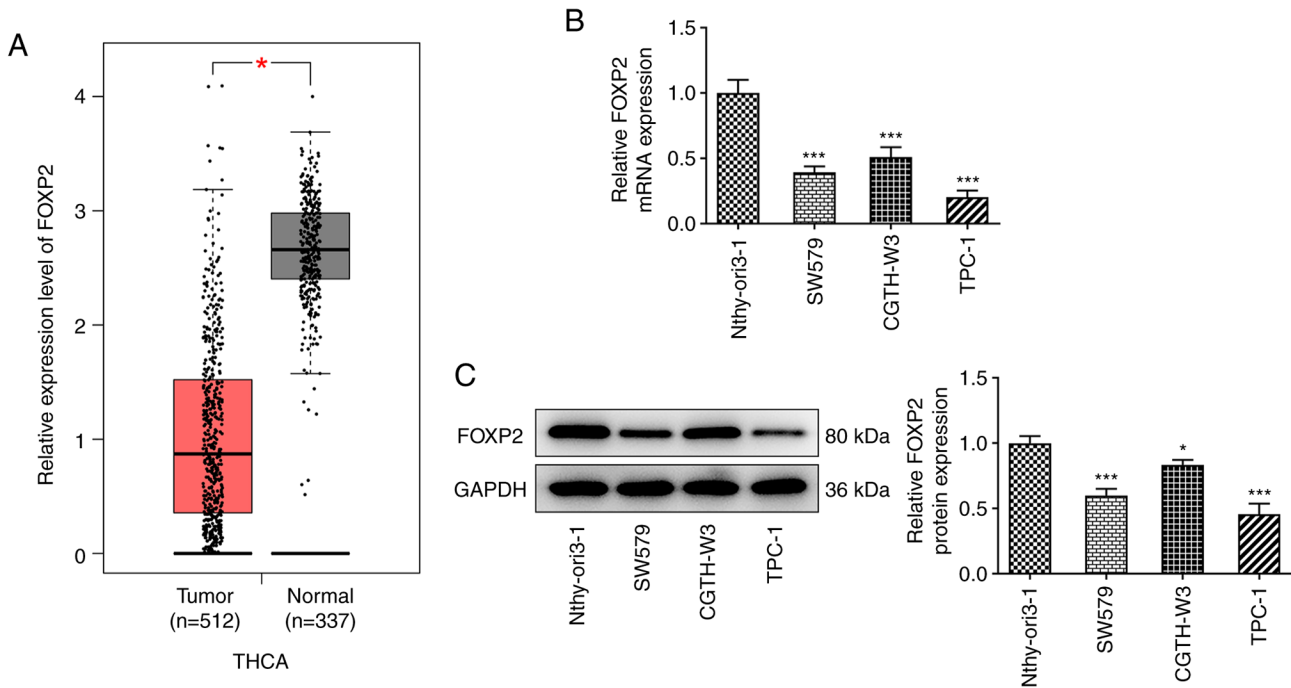 A
Relative expression level of FOXP2
4
3
2
1
0
*
Tumor
(n=512)
Normal
(n=337)
THCA
B
Relative FOXP2
mRNA expression
1.5
1.0
0.5
0.0
***
***
***
Nthy-ori3-1
SW579
CGTH-W3
TPC-1
C
FOXP2
80 kDa
GAPDH
36 kDa
Nthy-ori3-1
SW579
CGTH-W3
TPC-1
Relative FOXP2
protein expression
1.5
1.0
0.5
0.0
***
*
***
Nthy-ori3-1
SW579
CGTH-W3
TPC-1